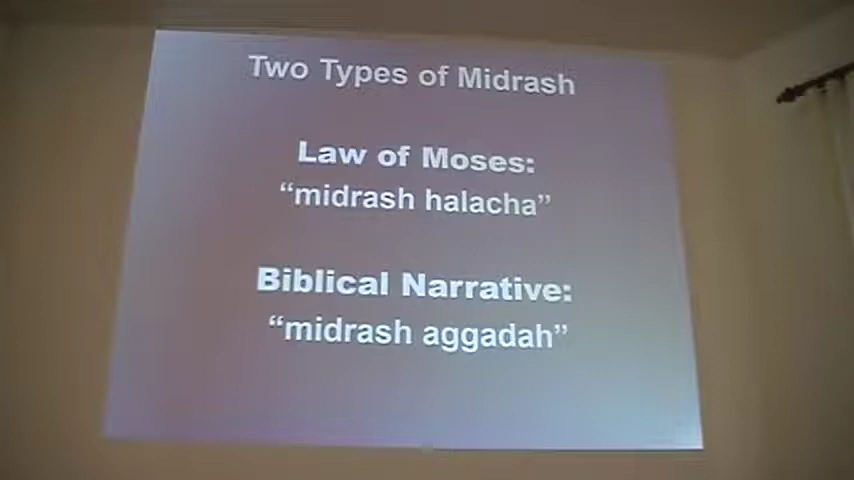 Two Types of Midrash
Law of Moses:
“midrash halacha”
Biblical Narrative:
“midrash aggadah”